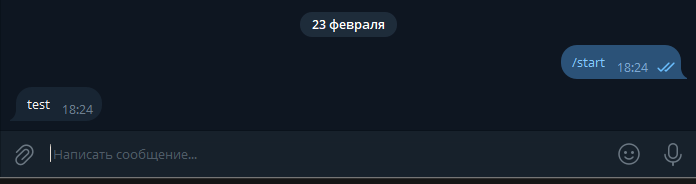 23 февраля
/start 18:24
test 18:24
Написать сообщение...